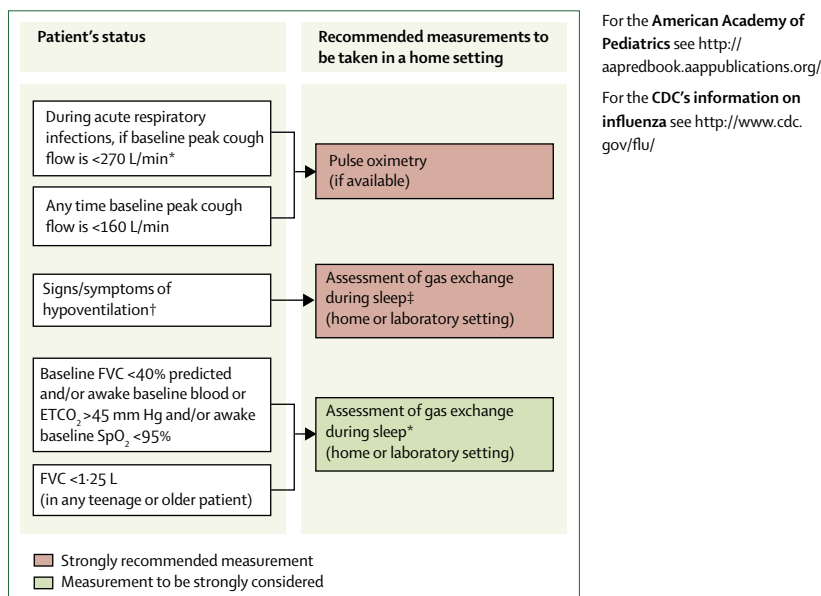 Patient's status
Recommended measurements to
be taken in a home setting
During acute respiratory
infections, if baseline peak cough
flow is <270 L/min*
Any time baseline peak cough
flow is <160 L/min
Pulse oximetry
(if available)
Signs/symptoms of
hypoventilation†
Assessment of gas exchange
during sleep‡
(home or laboratory setting)
Baseline FVC <40% predicted
and/or awake baseline blood or
ETCO₂ >45 mm Hg and/or awake
baseline SpO₂ <95%
FVC <1·25 L
(in any teenage or older patient)
Assessment of gas exchange
during sleep*
(home or laboratory setting)
Strongly recommended measurement
Measurement to be strongly considered
For the American Academy of
Pediatrics see http://
aapredbook.aappublications.org/
For the CDC's information on
influenza see http://www.cdc.
gov/flu/